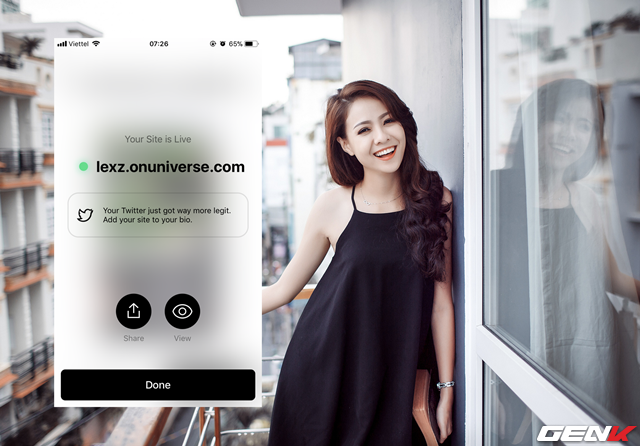 Viettel 07:26 65%
Your Site is Live
lexz.onuniverse.com
Your Twitter just got way more legit.
Add your site to your bio.
Share View
Done
GENK